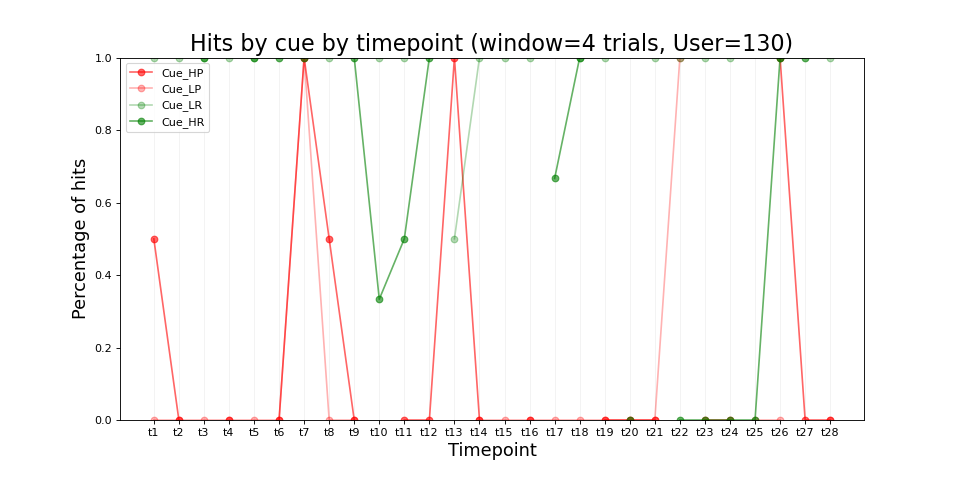 Hits by cue by timepoint (window=4 trials, User=130)
Percentage of hits
1.0
0.8
0.6
0.4
0.2
0.0
Cue_HP
Cue_LP
Cue_LR
Cue_HR
t1 t2 t3 t4 t5 t6 t7 t8 t9 t10 t11 t12 t13 t14 t15 t16 t17 t18 t19 t20 t21 t22 t23 t24 t25 t26 t27 t28
Timepoint